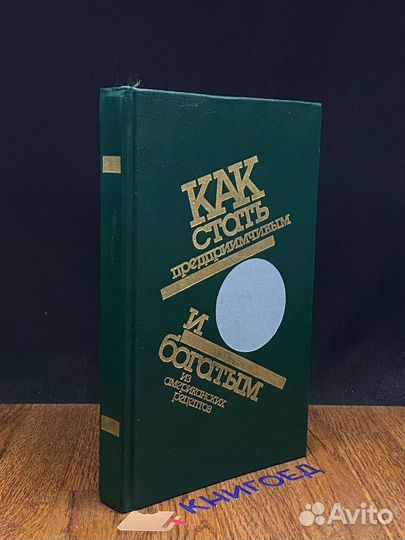 КАК
стать
предприимчивым
и
богатым
из
американских
рецептов
КНИГОЕД
Avito